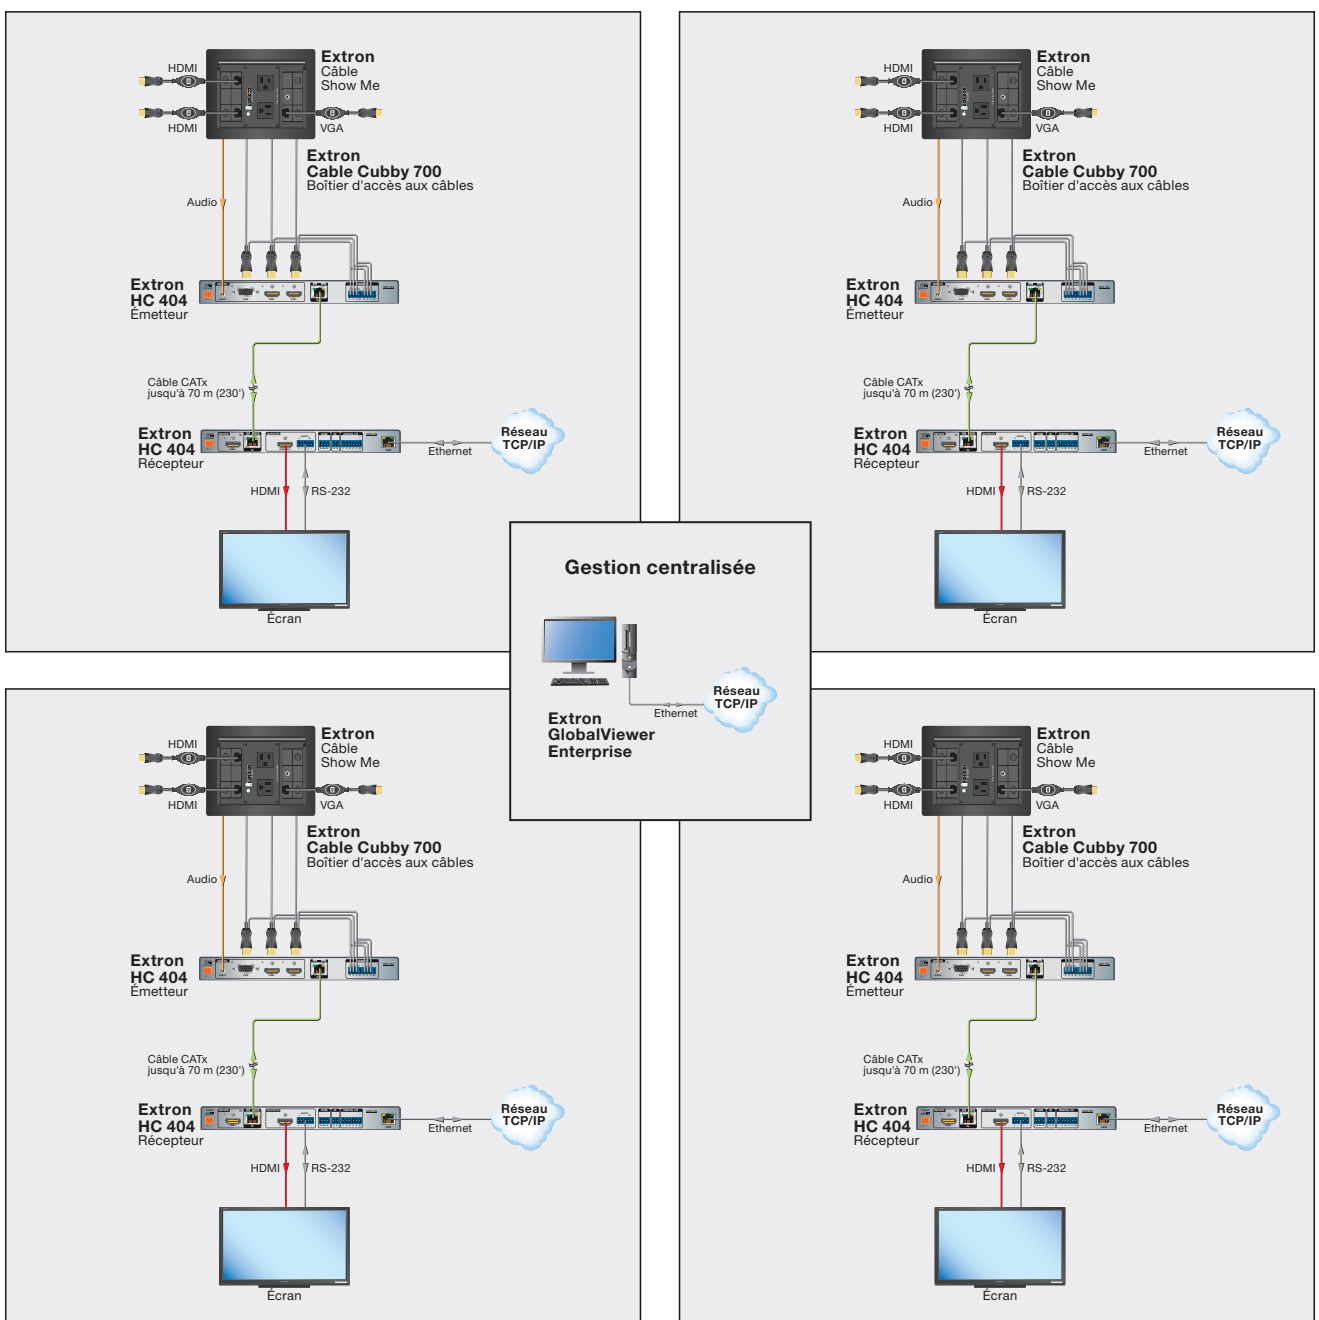 HDMI
HDMI
VGA
Extron
Câble
Show Me
Extron
Cable Cubby 700
Boîtier d'accès aux câbles
Audio
Extron
HC 404
Émetteur
Câble CATx
jusqu'à 70 m (230')
Extron
HC 404
Récepteur
Ethernet
Réseau
TCP/IP
HDMI
RS-232
Écran
HDMI
HDMI
VGA
Extron
Câble
Show Me
Extron
Cable Cubby 700
Boîtier d'accès aux câbles
Audio
Extron
HC 404
Émetteur
Câble CATx
jusqu'à 70 m (230')
Extron
HC 404
Récepteur
Ethernet
Réseau
TCP/IP
HDMI
RS-232
Écran
Gestion centralisée
Extron
GlobalViewer
Enterprise
Ethernet
Réseau
TCP/IP
HDMI
HDMI
VGA
Extron
Câble
Show Me
Extron
Cable Cubby 700
Boîtier d'accès aux câbles
Audio
Extron
HC 404
Émetteur
Câble CATx
jusqu'à 70 m (230')
Extron
HC 404
Récepteur
Ethernet
Réseau
TCP/IP
HDMI
RS-232
Écran
HDMI
HDMI
VGA
Extron
Câble
Show Me
Extron
Cable Cubby 700
Boîtier d'accès aux câbles
Audio
Extron
HC 404
Émetteur
Câble CATx
jusqu'à 70 m (230')
Extron
HC 404
Récepteur
Ethernet
Réseau
TCP/IP
HDMI
RS-232
Écran